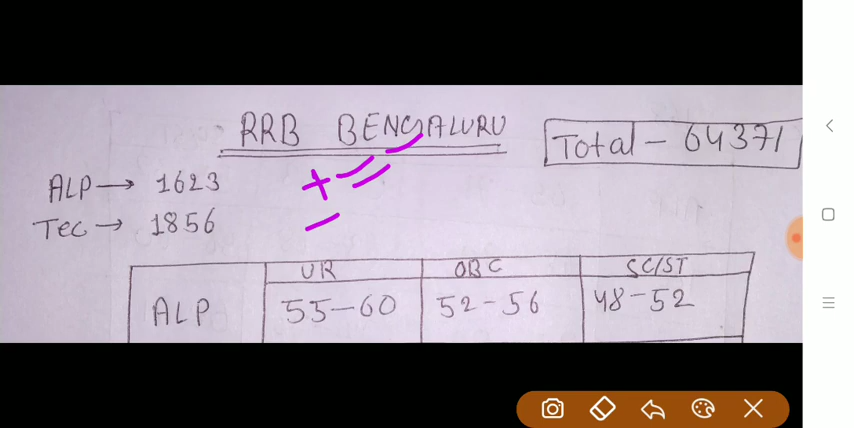 RRB BENGALURU
Total - 64371
ALP → 1623
Tec → 1856
UR OBC SC/ST
ALP 55-60 52-56 48-52